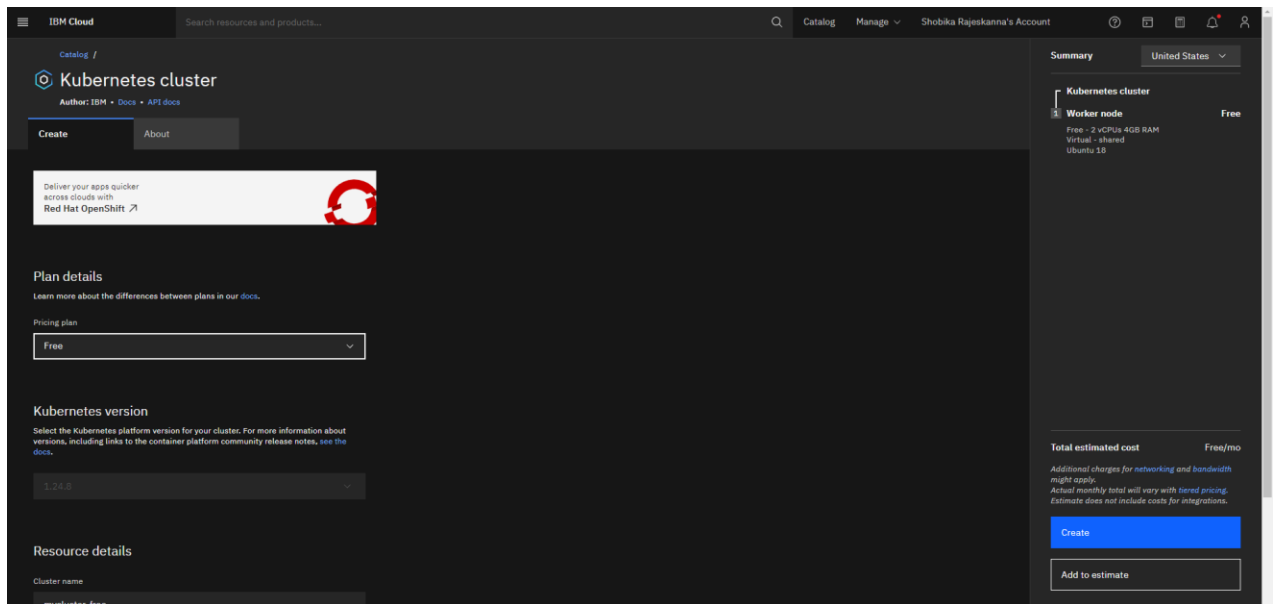 IBM Cloud
Search resources and products...
Catalog
Manage
Shobika Rajeskanna's Account
Catalog /
Kubernetes cluster
Author: IBM • Docs • API docs
Create
About
Deliver your apps quicker
across clouds with
Red Hat OpenShift
Plan details
Learn more about the differences between plans in our docs.
Pricing plan
Free
Kubernetes version
Select the Kubernetes platform version for your cluster. For more information about
versions, including links to the container platform community release notes, see the
docs.
1.24.8
Resource details
Cluster name
mycluster-free
Summary
United States
Kubernetes cluster
1 Worker node Free
Free - 2 vCPUs 4GB RAM
Virtual - shared
Ubuntu 18
Total estimated cost Free/mo
Additional charges for networking and bandwidth
might apply.
Actual monthly total will vary with tiered pricing.
Estimate does not include costs for integrations.
Create
Add to estimate